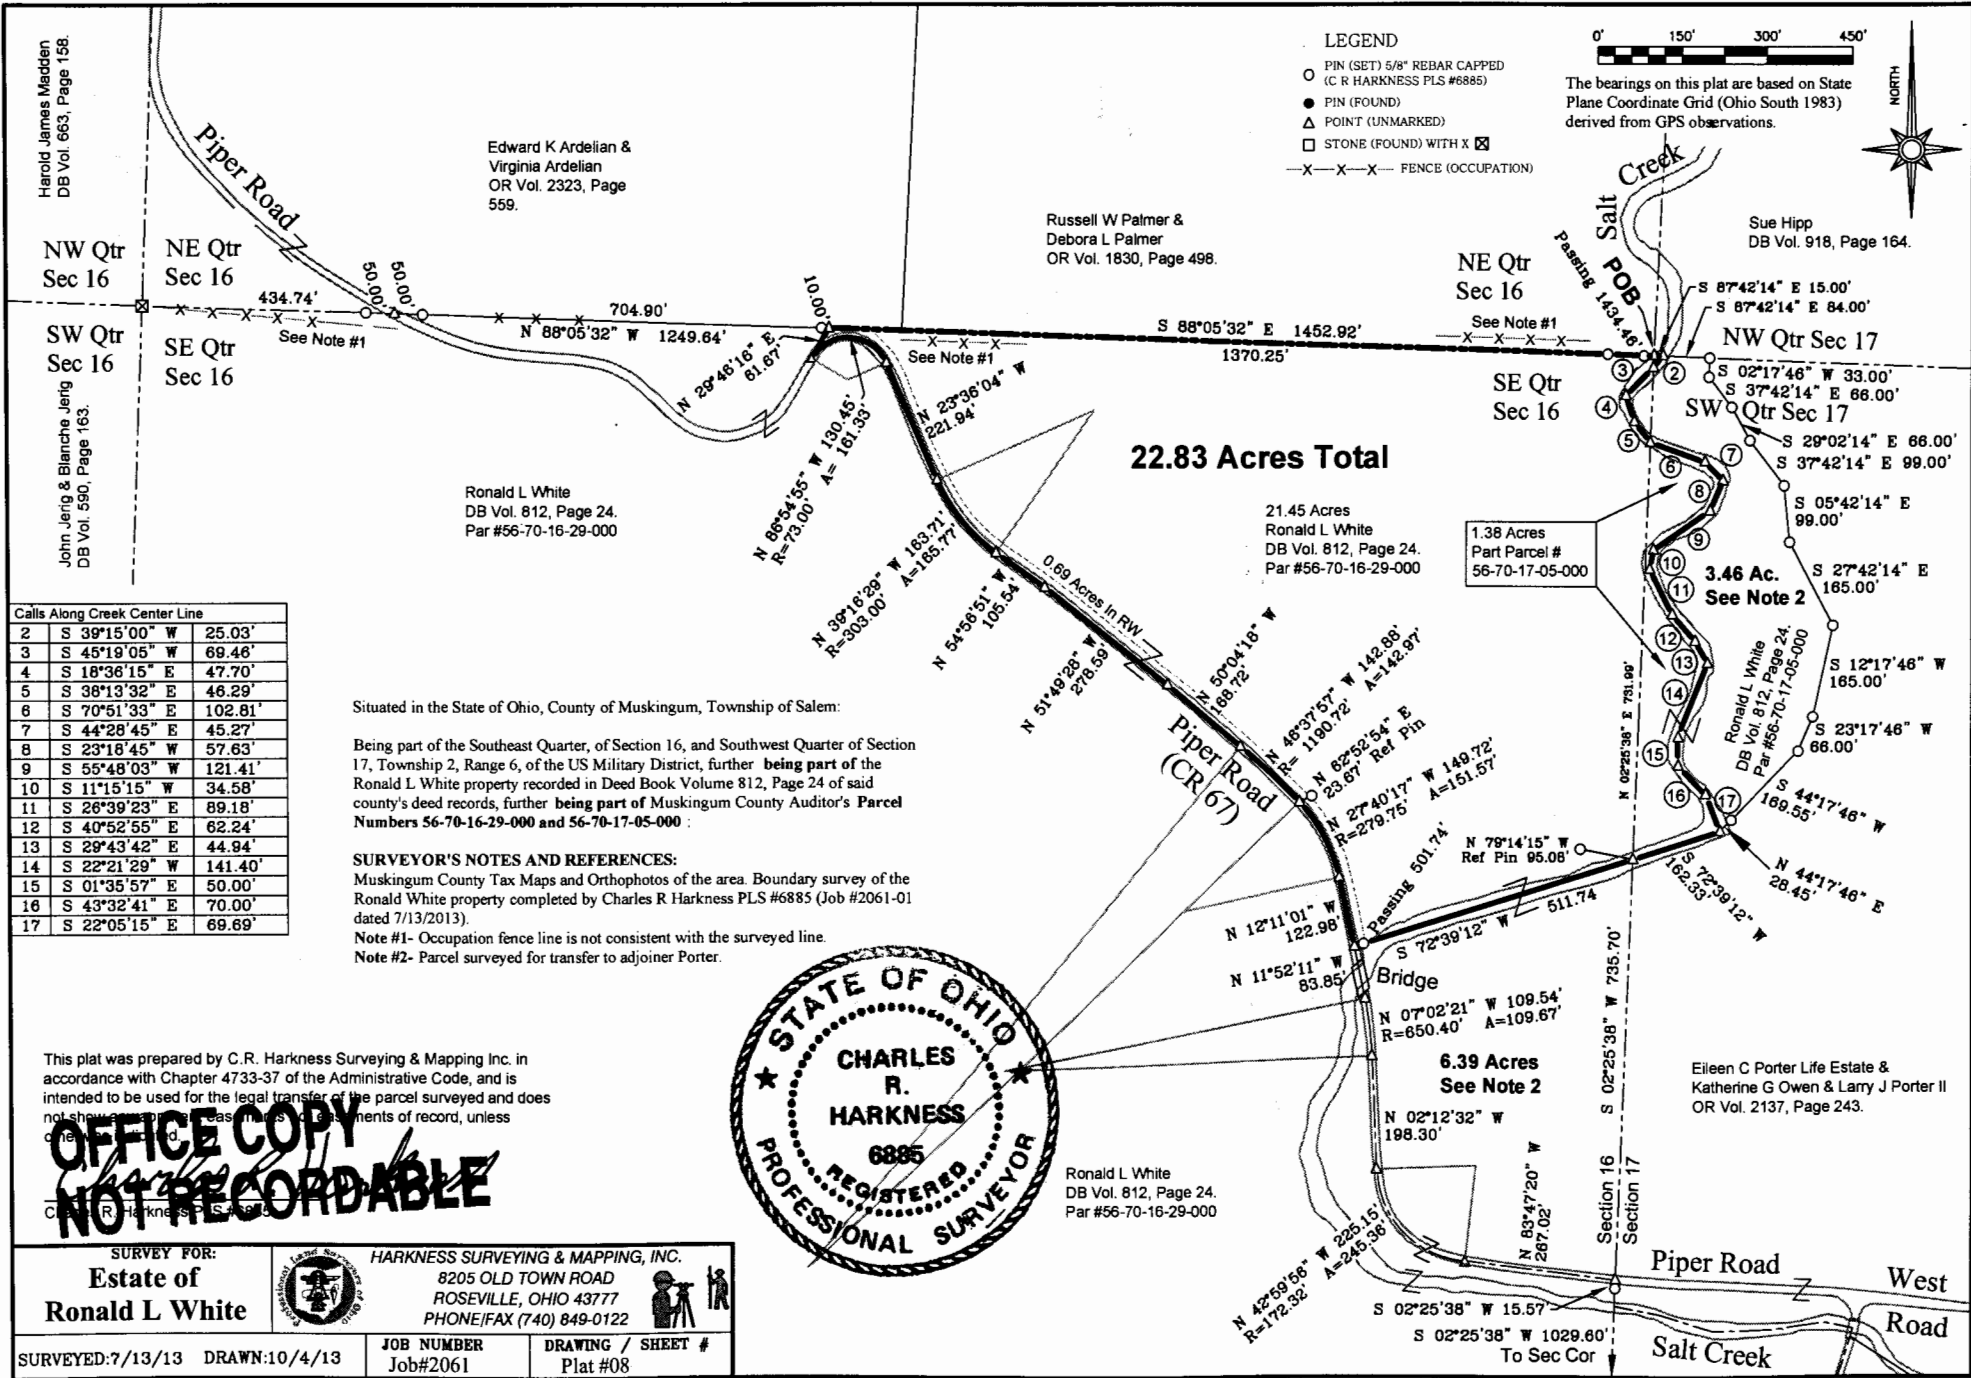 Harold James Madden
DB Vol. 663, Page 158.
Piper Road
Edward K Ardelian &
Virginia Ardelian
OR Vol. 2323, Page
559.
Russell W Palmer &
Debora L Palmer
OR Vol. 1830, Page 498.
LEGEND
PIN (SET) 5/8" REBAR CAPPED
(C R HARKNESS PLS #6885)
PIN (FOUND)
POINT (UNMARKED)
STONE (FOUND) WITH X
—X—X—X— FENCE (OCCUPATION)
0' 150' 300' 450'
The bearings on this plat are based on State
Plane Coordinate Grid (Ohio South 1983)
derived from GPS observations.
NORTH
Salt Creek
Sue Hipp
DB Vol. 918, Page 164.
NW Qtr
Sec 16
NE Qtr
Sec 16
SW Qtr
Sec 16
SE Qtr
Sec 16
434.74'
50.00'
50.00'
See Note #1
704.90'
N 88°05'32" W 1249.64'
10.00'
See Note #1
S 88°05'32" E 1452.92'
1370.25'
NE Qtr
Sec 16
See Note #1
Passing 1434.46'
POB
S 87°42'14" E 15.00'
S 87°42'14" E 84.00'
NW Qtr Sec 17
SE Qtr
Sec 16
S 02°17'46" W 33.00'
S 37°42'14" E 66.00'
SW Qtr Sec 17
S 29°02'14" E 66.00'
S 37°42'14" E 99.00'
S 05°42'14" E
99.00'
S 27°42'14" E
165.00'
S 12°17'46" W
165.00'
S 23°17'46" W
66.00'
S 44°17'46" W
169.55'
N 44°17'46" E
28.45'
2
3
4
5
6
7
8
9
10
11
12
13
14
15
16
17
John Jerig & Blanche Jerig
DB Vol. 590, Page 163.
Ronald L White
DB Vol. 812, Page 24.
Par #56-70-16-29-000
N 29°46'16" E
61.67'
N 86°54'55" W 130.45'
R=73.00' A= 161.33'
N 23°36'04" W
221.94'
N 39°16'29" W 163.71'
R=303.00' A=165.77'
N 54°56'51" W
105.54'
0.69 Acres In RW
N 51°49'28" W
278.59'
N 50°04'18" W
168.72'
N 46°37'57" W 142.88'
R= 1190.72' A=142.97'
N 62°52'54" E
23.67' Ref Pin
N 27°40'17" W 149.72'
R=279.75' A=151.57'
Piper Road
(CR 67)
22.83 Acres Total
21.45 Acres
Ronald L White
DB Vol. 812, Page 24.
Par #56-70-16-29-000
1.38 Acres
Part Parcel #
56-70-17-05-000
3.46 Ac.
See Note 2
Ronald L White
DB Vol. 812, Page 24.
Par #56-70-17-05-000
N 02°25'38" E 731.99'
N 79°14'15" W
Ref Pin 95.08'
S 72°39'12" W
162.33'
511.74
S 72°39'12" W
Passing 501.74'
N 12°11'01" W
122.98'
N 11°52'11" W
83.85'
Bridge
N 07°02'21" W 109.54'
R=650.40' A=109.67'
6.39 Acres
See Note 2
S 02°25'38" W 735.70'
Section 16
Section 17
N 02°12'32" W
198.30'
N 42°59'56" W 225.15'
R=172.32' A=245.36'
N 83°47'20" W
267.02'
Eileen C Porter Life Estate &
Katherine G Owen & Larry J Porter II
OR Vol. 2137, Page 243.
Ronald L White
DB Vol. 812, Page 24.
Par #56-70-16-29-000
Piper Road
West
Road
S 02°25'38" W 15.57'
S 02°25'38" W 1029.60'
To Sec Cor
Salt Creek
Calls Along Creek Center Line
2 S 39°15'00" W 25.03'
3 S 45°19'05" W 69.46'
4 S 18°36'15" E 47.70'
5 S 38°13'32" E 46.29'
6 S 70°51'33" E 102.81'
7 S 44°28'45" E 45.27'
8 S 23°18'45" W 57.63'
9 S 55°48'03" W 121.41'
10 S 11°15'15" W 34.58'
11 S 26°39'23" E 89.18'
12 S 40°52'55" E 62.24'
13 S 29°43'42" E 44.94'
14 S 22°21'29" W 141.40'
15 S 01°35'57" E 50.00'
16 S 43°32'41" E 70.00'
17 S 22°05'15" E 69.69'
Situated in the State of Ohio, County of Muskingum, Township of Salem:
Being part of the Southeast Quarter, of Section 16, and Southwest Quarter of Section
17, Township 2, Range 6, of the US Military District, further being part of the
Ronald L White property recorded in Deed Book Volume 812, Page 24 of said
county's deed records, further being part of Muskingum County Auditor's Parcel
Numbers 56-70-16-29-000 and 56-70-17-05-000 :
SURVEYOR'S NOTES AND REFERENCES:
Muskingum County Tax Maps and Orthophotos of the area. Boundary survey of the
Ronald White property completed by Charles R Harkness PLS #6885 (Job #2061-01
dated 7/13/2013).
Note #1- Occupation fence line is not consistent with the surveyed line.
Note #2- Parcel surveyed for transfer to adjoiner Porter.
STATE OF OHIO
CHARLES
R.
HARKNESS
6885
REGISTERED
PROFESSIONAL SURVEYOR
This plat was prepared by C.R. Harkness Surveying & Mapping Inc. in
accordance with Chapter 4733-37 of the Administrative Code, and is
intended to be used for the legal transfer of the parcel surveyed and does
not show easements of record, unless
OFFICE COPY
NOT RECORDABLE
R. Harkness PLS #6885
SURVEY FOR:
Estate of
Ronald L White
Professional Land Surveyors of Ohio
HARKNESS SURVEYING & MAPPING, INC.
8205 OLD TOWN ROAD
ROSEVILLE, OHIO 43777
PHONE/FAX (740) 849-0122
SURVEYED:7/13/13 DRAWN:10/4/13
JOB NUMBER
Job#2061
DRAWING / SHEET #
Plat #08